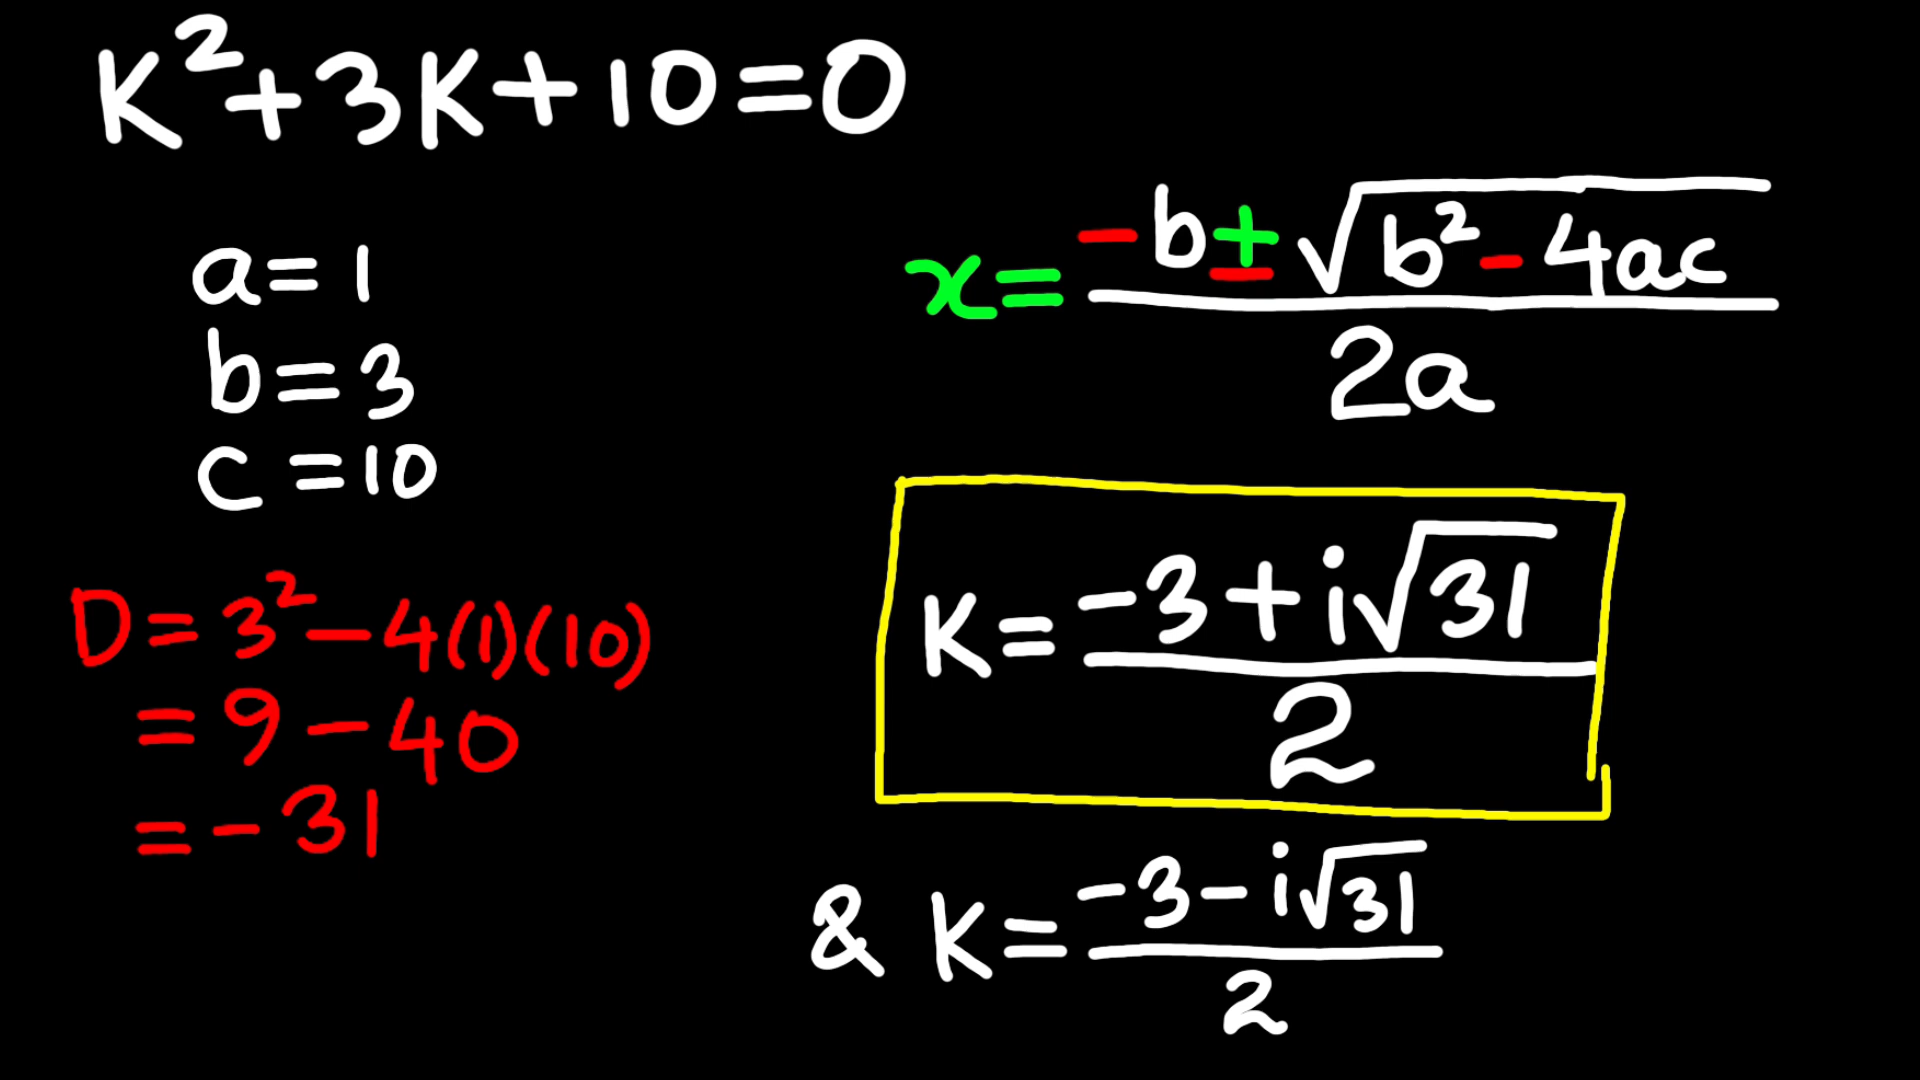 K²+3K+10=0
a=1
b=3
c=10
D=3²-4(1)(10)
=9-40
=-31
x=(-b±√(b²-4ac))/(2a)
K=(-3+i√31)/2
& K=(-3-i√31)/2